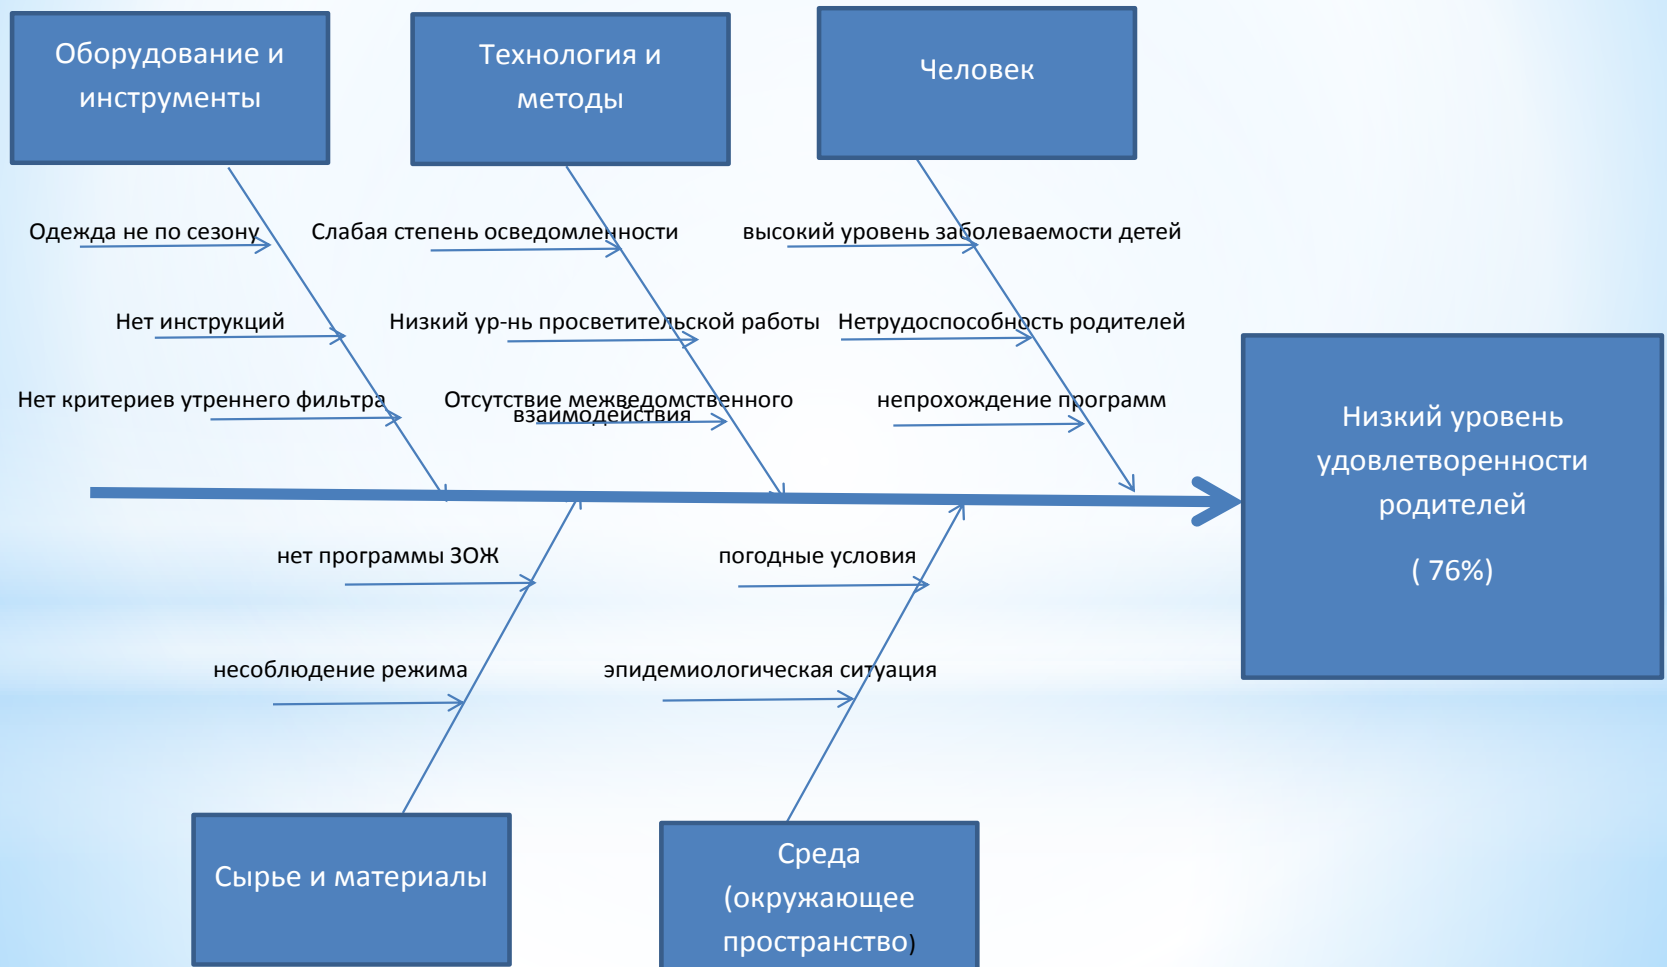 Оборудование и
инструменты
Технология и
методы
Человек
Одежда не по сезону
Слабая степень осведомленности
высокий уровень заболеваемости детей
Нет инструкций
Низкий ур-нь просветительской работы
Нетрудоспособность родителей
Нет критериев утреннего фильтра
Отсутствие межведомственного
взаимодействия
непрохождение программ
Низкий уровень
удовлетворенности
родителей
( 76%)
нет программы ЗОЖ
погодные условия
несоблюдение режима
эпидемиологическая ситуация
Сырье и материалы
Среда
(окружающее
пространство)